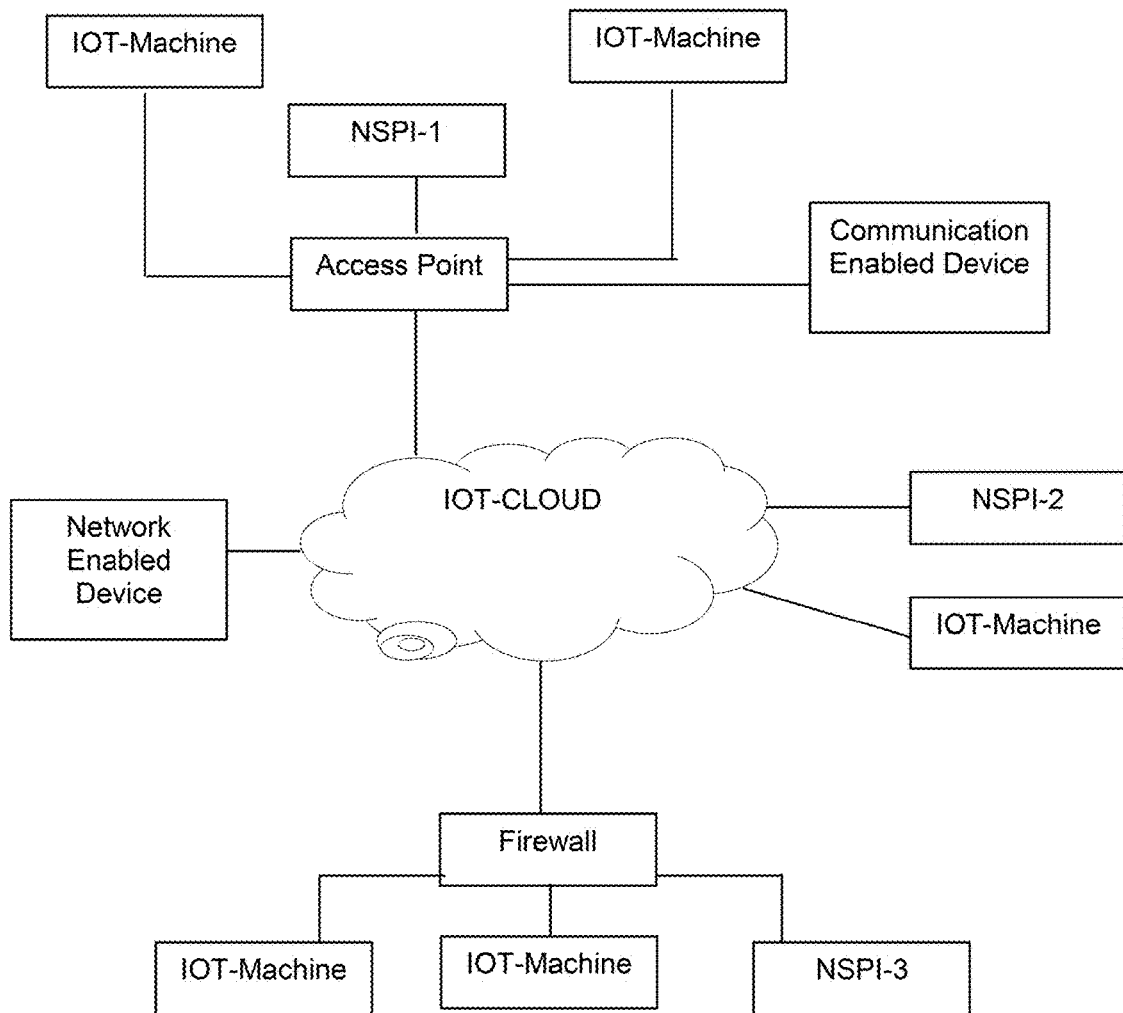 IOT-Machine
IOT-Machine
NSPI-1
Access Point
Communication
Enabled Device
IOT-CLOUD
NSPI-2
Network
Enabled
Device
IOT-Machine
Firewall
IOT-Machine
IOT-Machine
NSPI-3